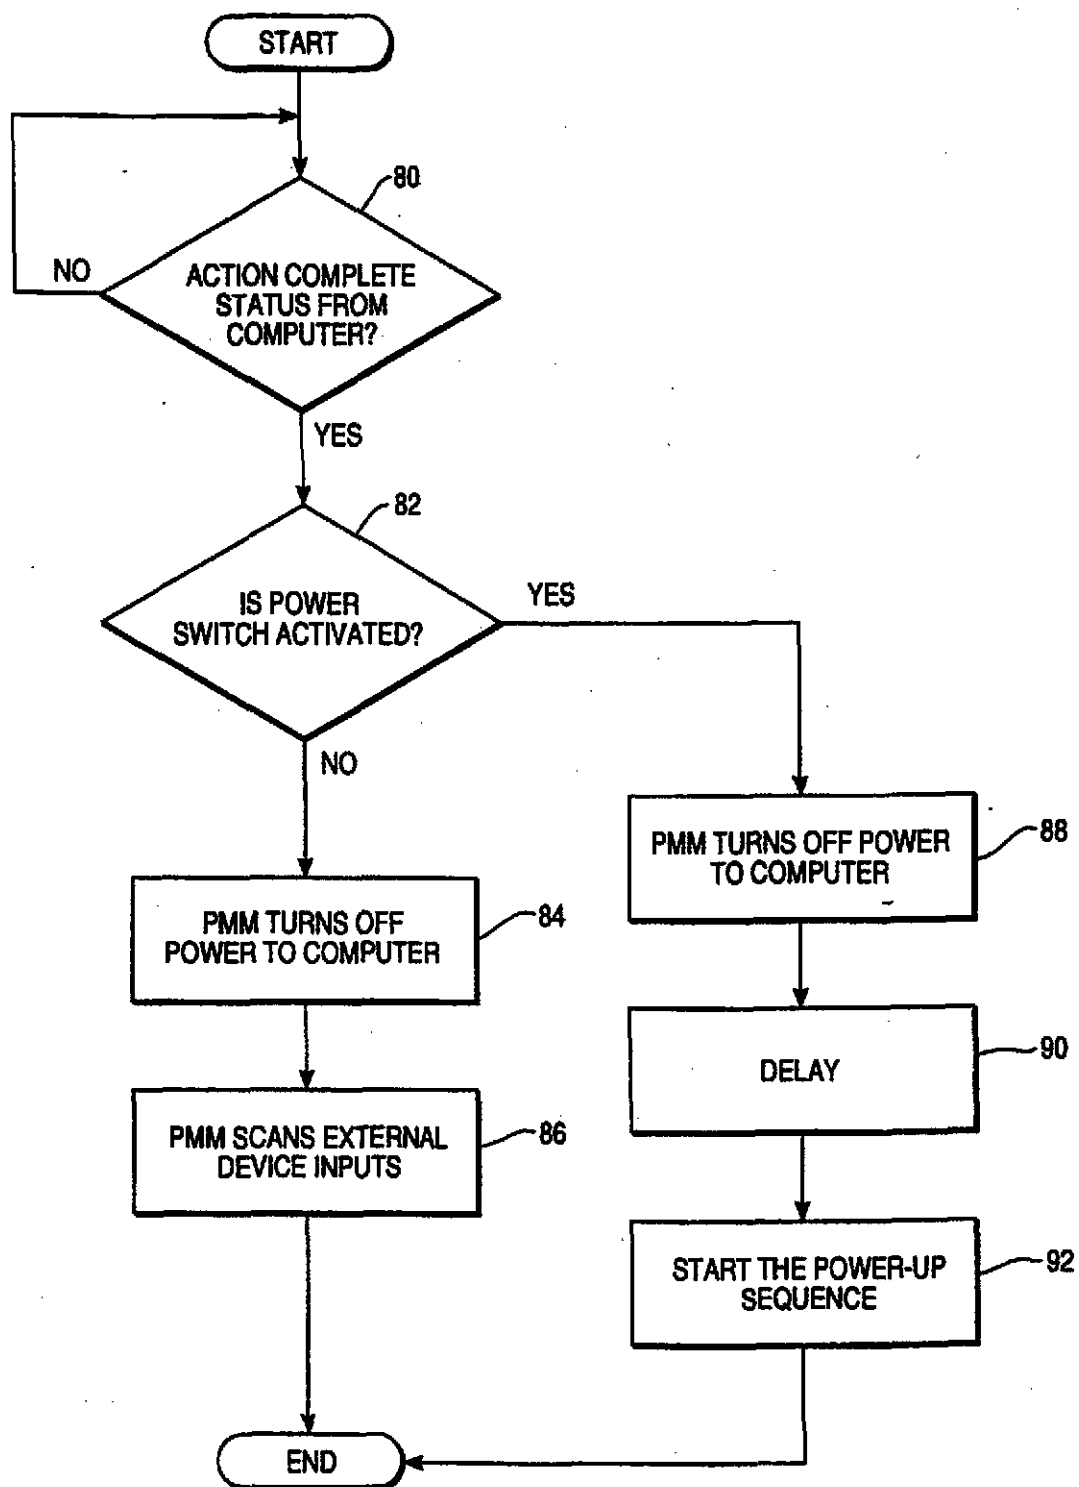 START
80
NO
ACTION COMPLETE
STATUS FROM
COMPUTER?
YES
82
IS POWER
SWITCH ACTIVATED?
YES
NO
PMM TURNS OFF POWER
TO COMPUTER
88
PMM TURNS OFF
POWER TO COMPUTER
84
DELAY
90
PMM SCANS EXTERNAL
DEVICE INPUTS
86
START THE POWER-UP
SEQUENCE
92
END